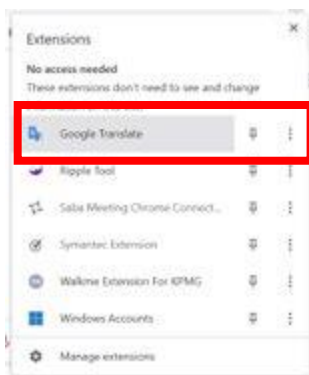 Extensions
No access needed
These extensions don't need to see and change
Google Translate
Ripple Tool
Saba Meeting Chrome Connect...
Symantec Extension
Walkme Extension For KPMG
Windows Accounts
Manage extensions